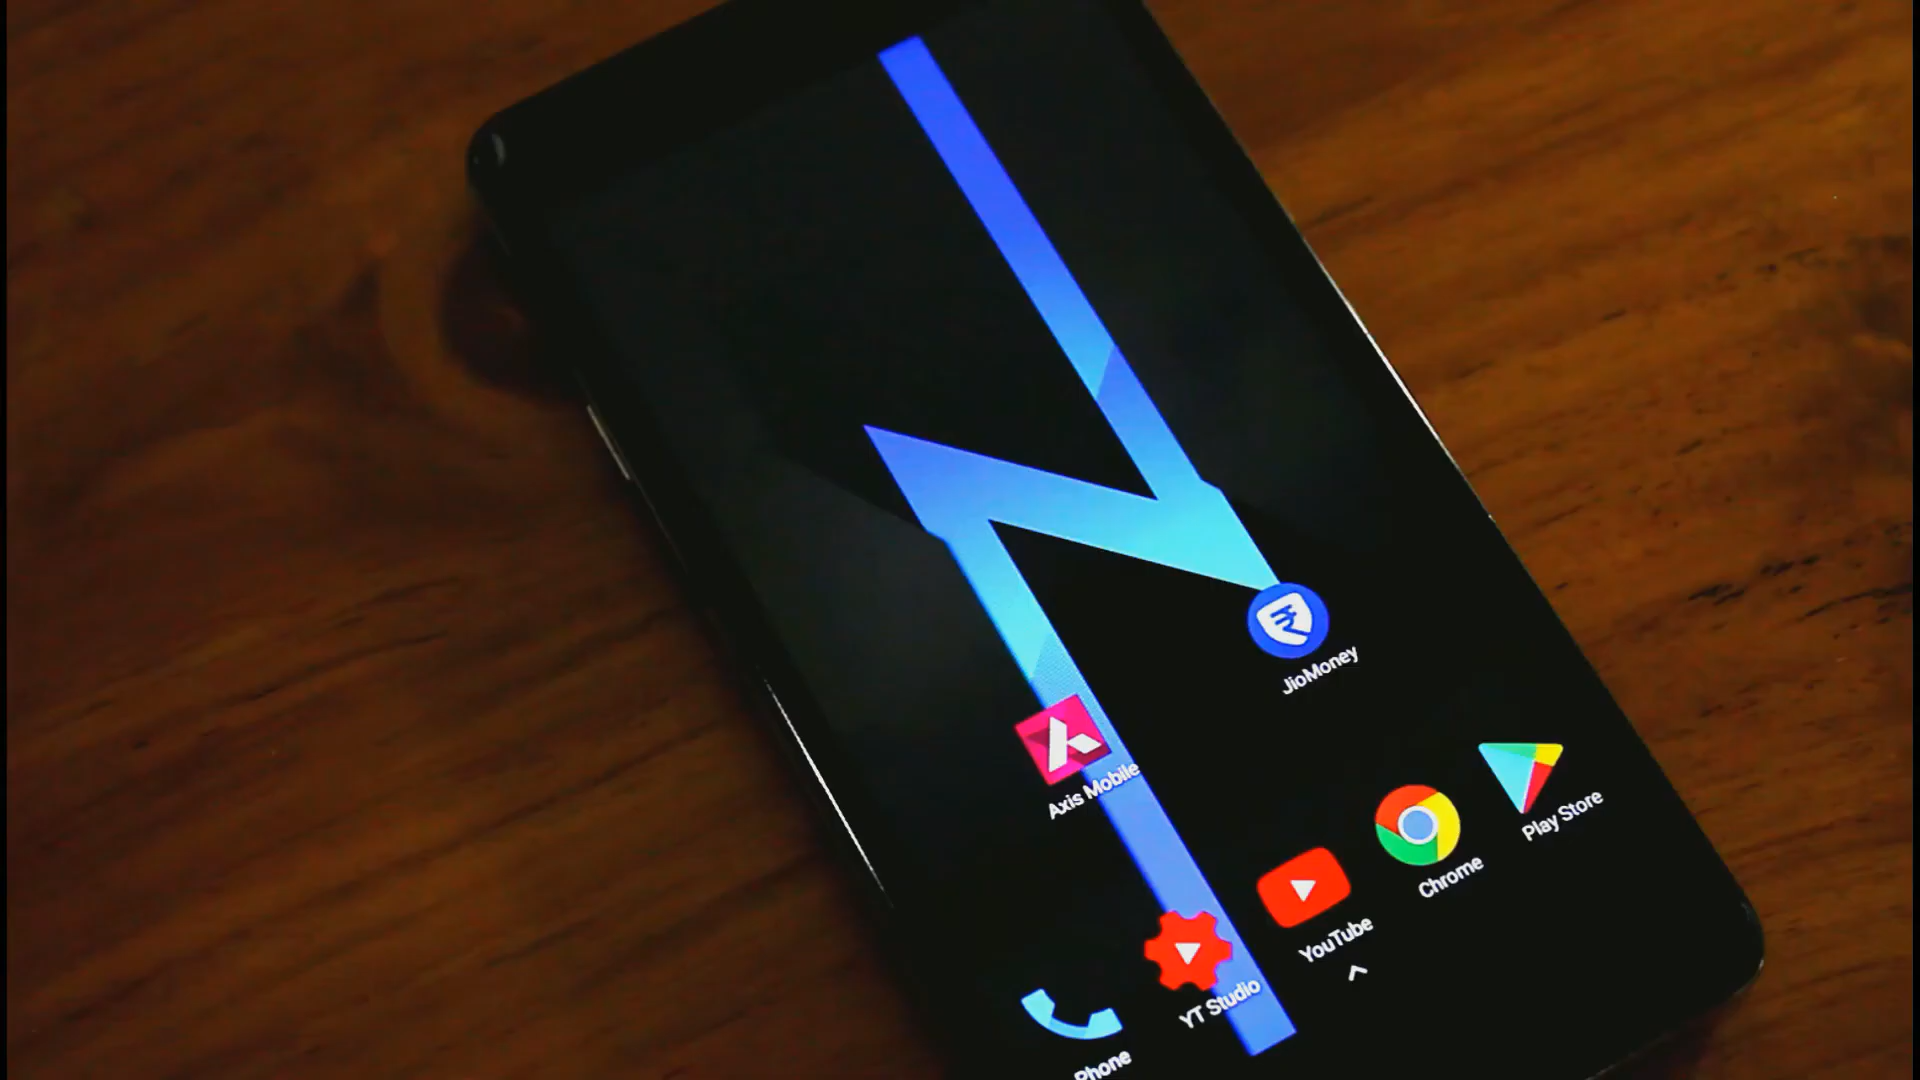 JioMoney
Axis Mobile
Play Store
Chrome
YouTube
YT Studio
Phone